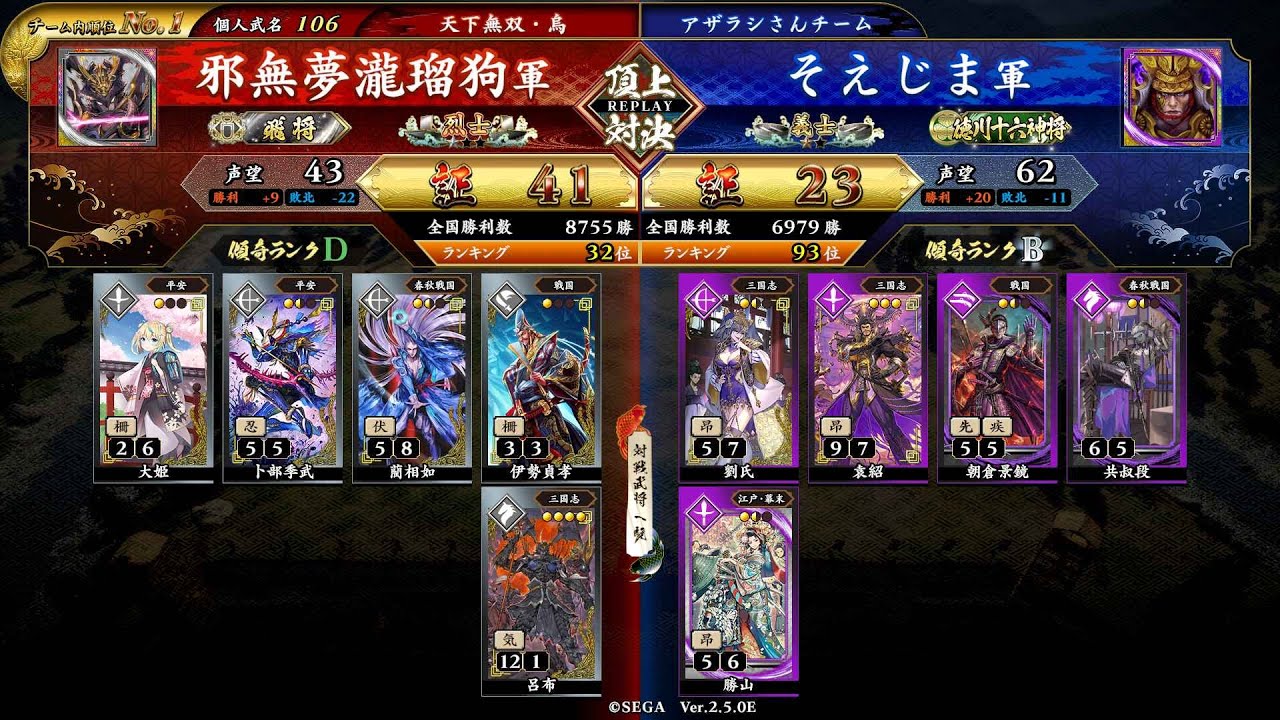 チーム内順位 No.1 個人武名 106 天下無双・烏
アザラシさんチーム
邪無夢瀧瑠狗軍
頂上
REPLAY
対決
そえじま軍
飛将 烈士
義士 徳川十六神将
声望 43
勝利 +9 敗北 -22
証 41
証 23
声望 62
勝利 +20 敗北 -11
全国勝利数 8755勝
全国勝利数 6979勝
傾奇ランクD
ランキング 32位
ランキング 93位
傾奇ランクB
平安
柵
2 6
大姫
平安
忍
5 5
卜部季武
春秋戦国
伏
5 8
藺相如
戦国
柵
3 3
伊勢貞孝
三国志
気
12 1
呂布
対戦武将一覧
三国志
昂
5 7
劉氏
三国志
昂
9 7
袁紹
戦国
先 疾
5 5
朝倉景鏡
春秋戦国
6 5
共叔段
江戸・幕末
昂
5 6
勝山
©SEGA Ver.2.5.0E